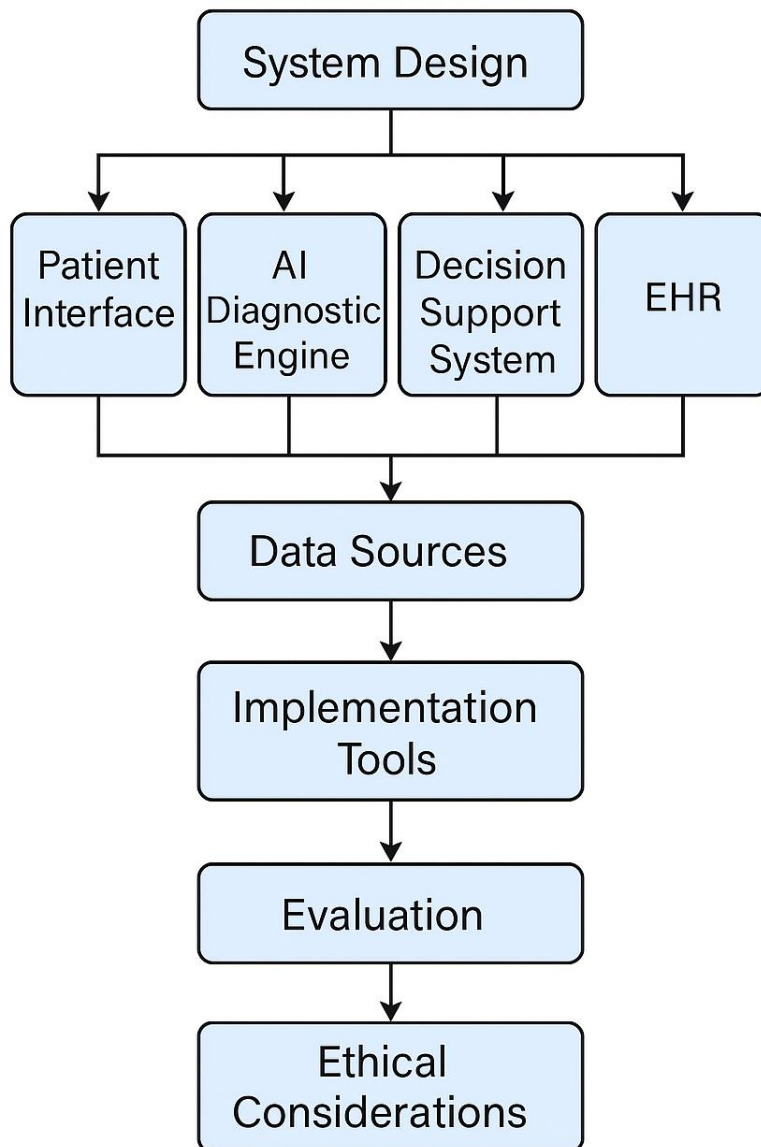 System Design
Patient
Interface
AI
Diagnostic
Engine
Decision
Support
System
EHR
Data Sources
Implementation
Tools
Evaluation
Ethical
Considerations